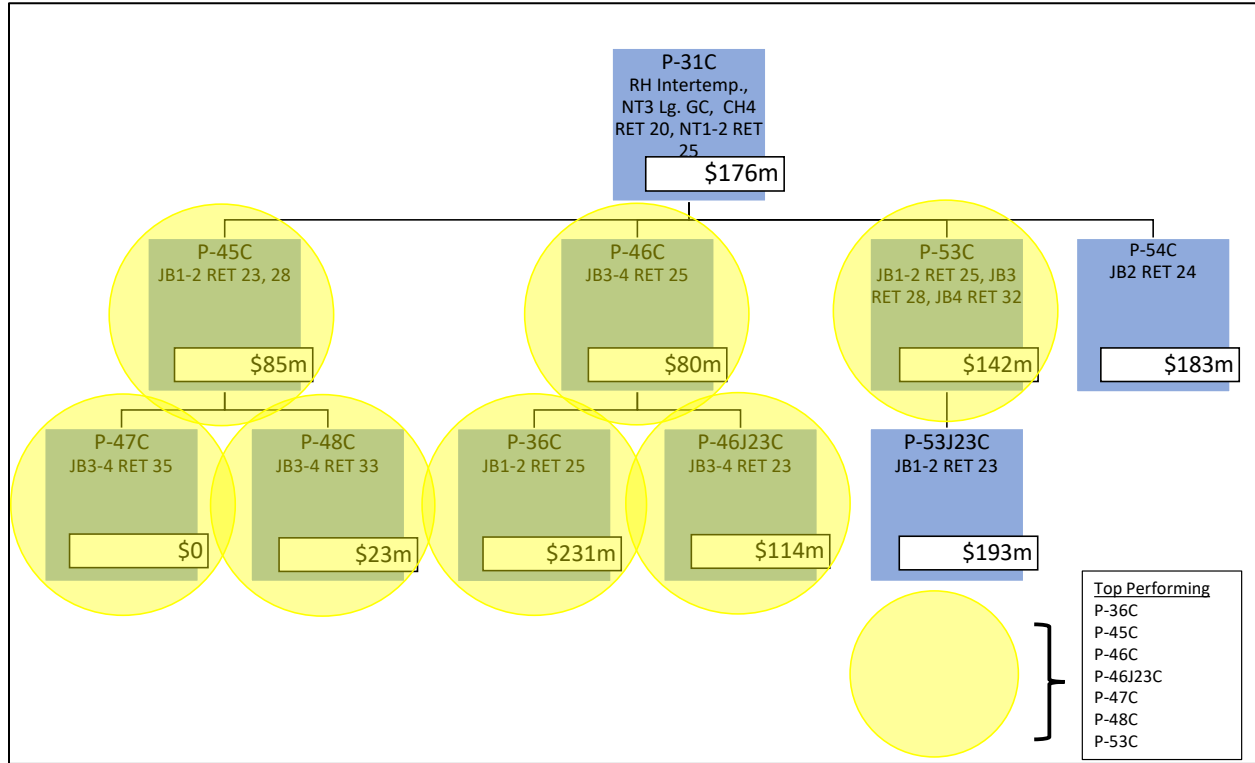 P-31C
RH Intertemp.,
NT3 Lg. GC, CH4
RET 20, NT1-2 RET
25
$176m
P-45C
JB1-2 RET 23, 28
$85m
P-46C
JB3-4 RET 25
$80m
P-53C
JB1-2 RET 25, JB3
RET 28, JB4 RET 32
$142m
P-54C
JB2 RET 24
$183m
P-47C
JB3-4 RET 35
$0
P-48C
JB3-4 RET 33
$23m
P-36C
JB1-2 RET 25
$231m
P-46J23C
JB3-4 RET 23
$114m
P-53J23C
JB1-2 RET 23
$193m
Top Performing
P-36C
P-45C
P-46C
P-46J23C
P-47C
P-48C
P-53C